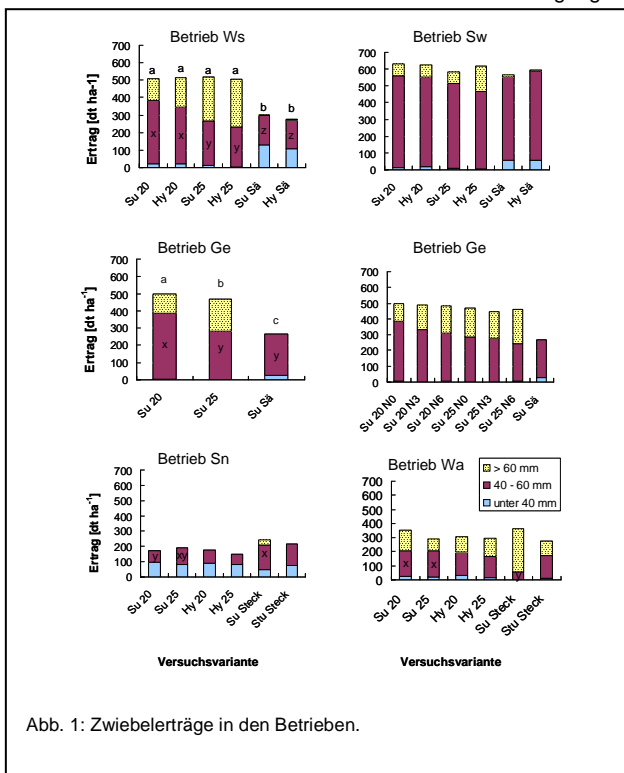 Betrieb Ws
Ertrag [dt ha-1]
700
600
500
400
300
200
100
0
a a a a b b
x x y y z z
Su 20 Hy 20 Su 25 Hy 25 Su Sä Hy Sä
Betrieb Sw
700
600
500
400
300
200
100
0
Su 20 Hy 20 Su 25 Hy 25 Su Sä Hy Sä
Betrieb Ge
Ertrag [dt ha-1]
700
600
500
400
300
200
100
0
a b c
x y y
Su 20 Su 25 Su Sä
Betrieb Ge
700
600
500
400
300
200
100
0
Su 20 N0 Su 20 N3 Su 20 N6 Su 25 N0 Su 25 N3 Su 25 N6 Su Sä
Betrieb Sn
Ertrag [dt ha-1]
700
600
500
400
300
200
100
0
y xy x
Su 20 Su 25 Hy 20 Hy 25 Su Steck Stu Steck
Versuchsvariante
Betrieb Wa
> 60 mm
40 - 60 mm
unter 40 mm
700
600
500
400
300
200
100
0
x x y
Su 20 Su 25 Hy 20 Hy 25 Su Steck Stu Steck
Versuchsvariante
Abb. 1: Zwiebelerträge in den Betrieben.